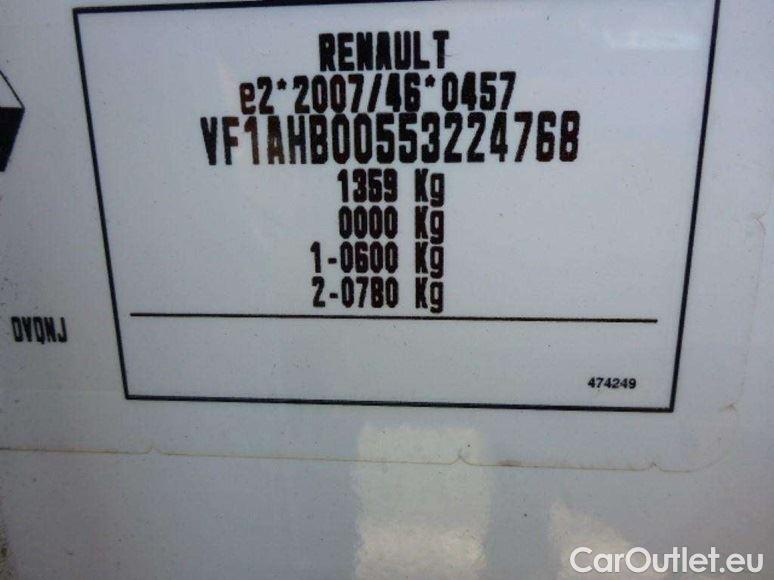 RENAULT
e2*2007/46*0457
VF1AHB00553224768
1359 Kg
0000 Kg
1-0600 Kg
2-0780 Kg
DVQNJ
474249
CarOutlet.eu